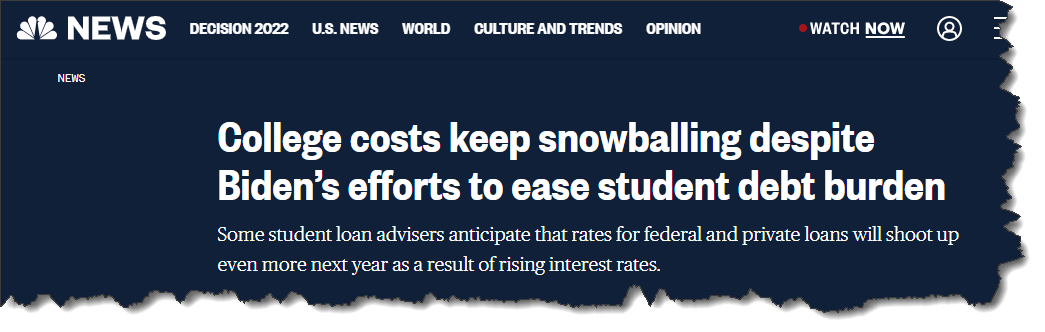 NEWS DECISION 2022 U.S. NEWS WORLD CULTURE AND TRENDS OPINION WATCH NOW
NEWS
College costs keep snowballing despite
Biden’s efforts to ease student debt burden
Some student loan advisers anticipate that rates for federal and private loans will shoot up
even more next year as a result of rising interest rates.